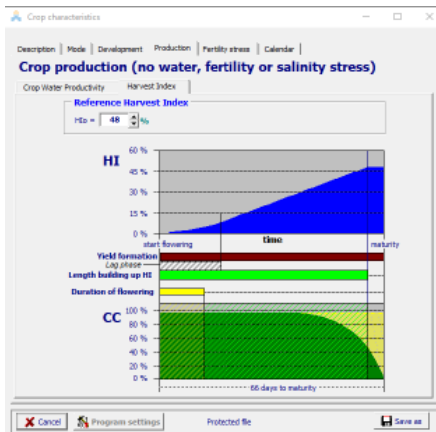 Crop characteristics
Description Mode Development Production Fertility stress Calendar
Crop production (no water, fertility or salinity stress)
Crop Water Productivity Harvest Index
Reference Harvest Index
HIo = 48 %
HI
60 %
45 %
30 %
15 %
0 %
start flowering time maturity
Yield formation
Lag phase
Length building up HI
Duration of flowering
CC
100 %
80 %
60 %
40 %
20 %
0 %
66 days to maturity
Cancel Program settings Protected file Save as